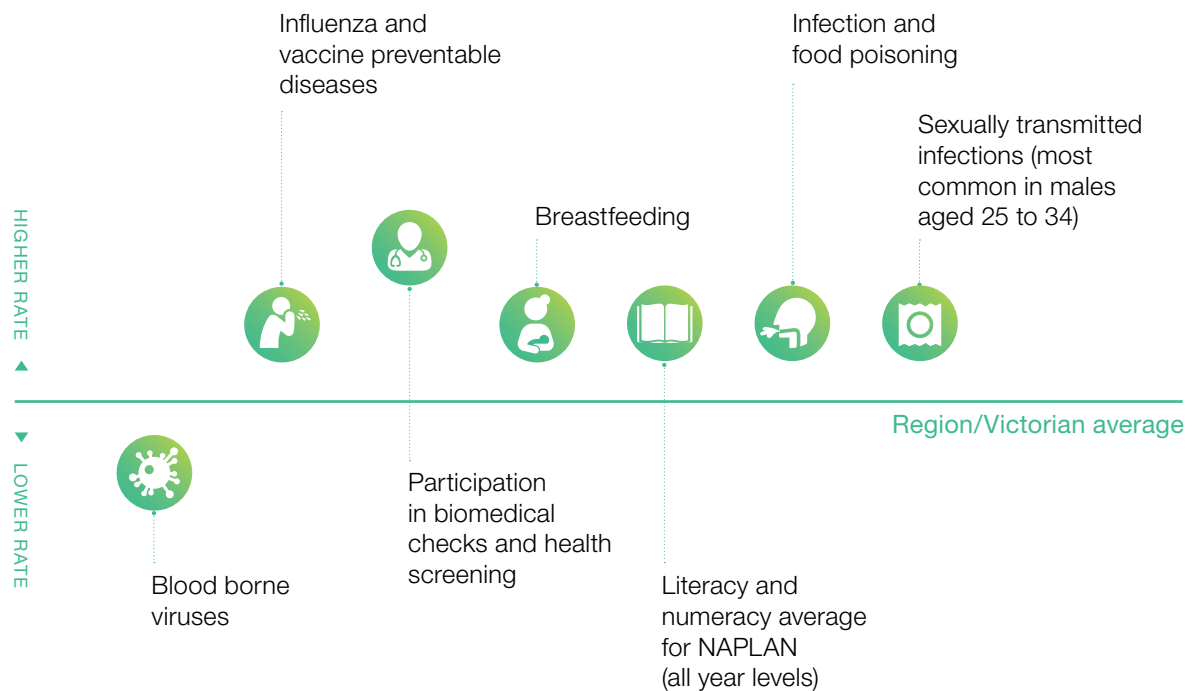 Influenza and
vaccine preventable
diseases
Infection and
food poisoning
Sexually transmitted
infections (most
common in males
aged 25 to 34)
Breastfeeding
HIGHER RATE
Region/Victorian average
LOWER RATE
Participation
in biomedical
checks and health
screening
Blood borne
viruses
Literacy and
numeracy average
for NAPLAN
(all year levels)